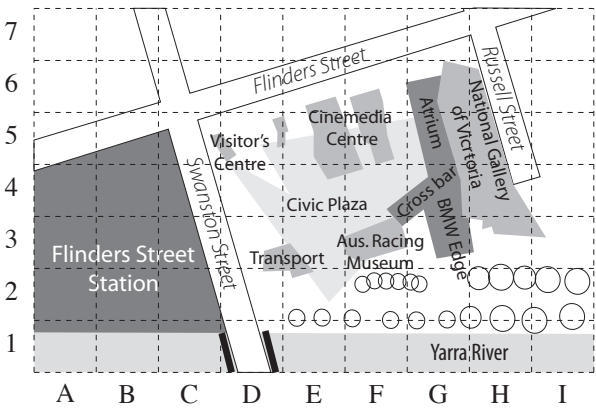 7
Flinders Street
Russell Street
6
Cinemedia
Centre
Atrium
National Gallery
of Vicrtoria
5
Visitor's
Centre
Swanston Street
4
Civic Plaza
Cross bar
BMW Edge
3
Flinders Street
Station
Transport
Aus. Racing
Museum
2
1
Yarra River
A B C D E F G H I